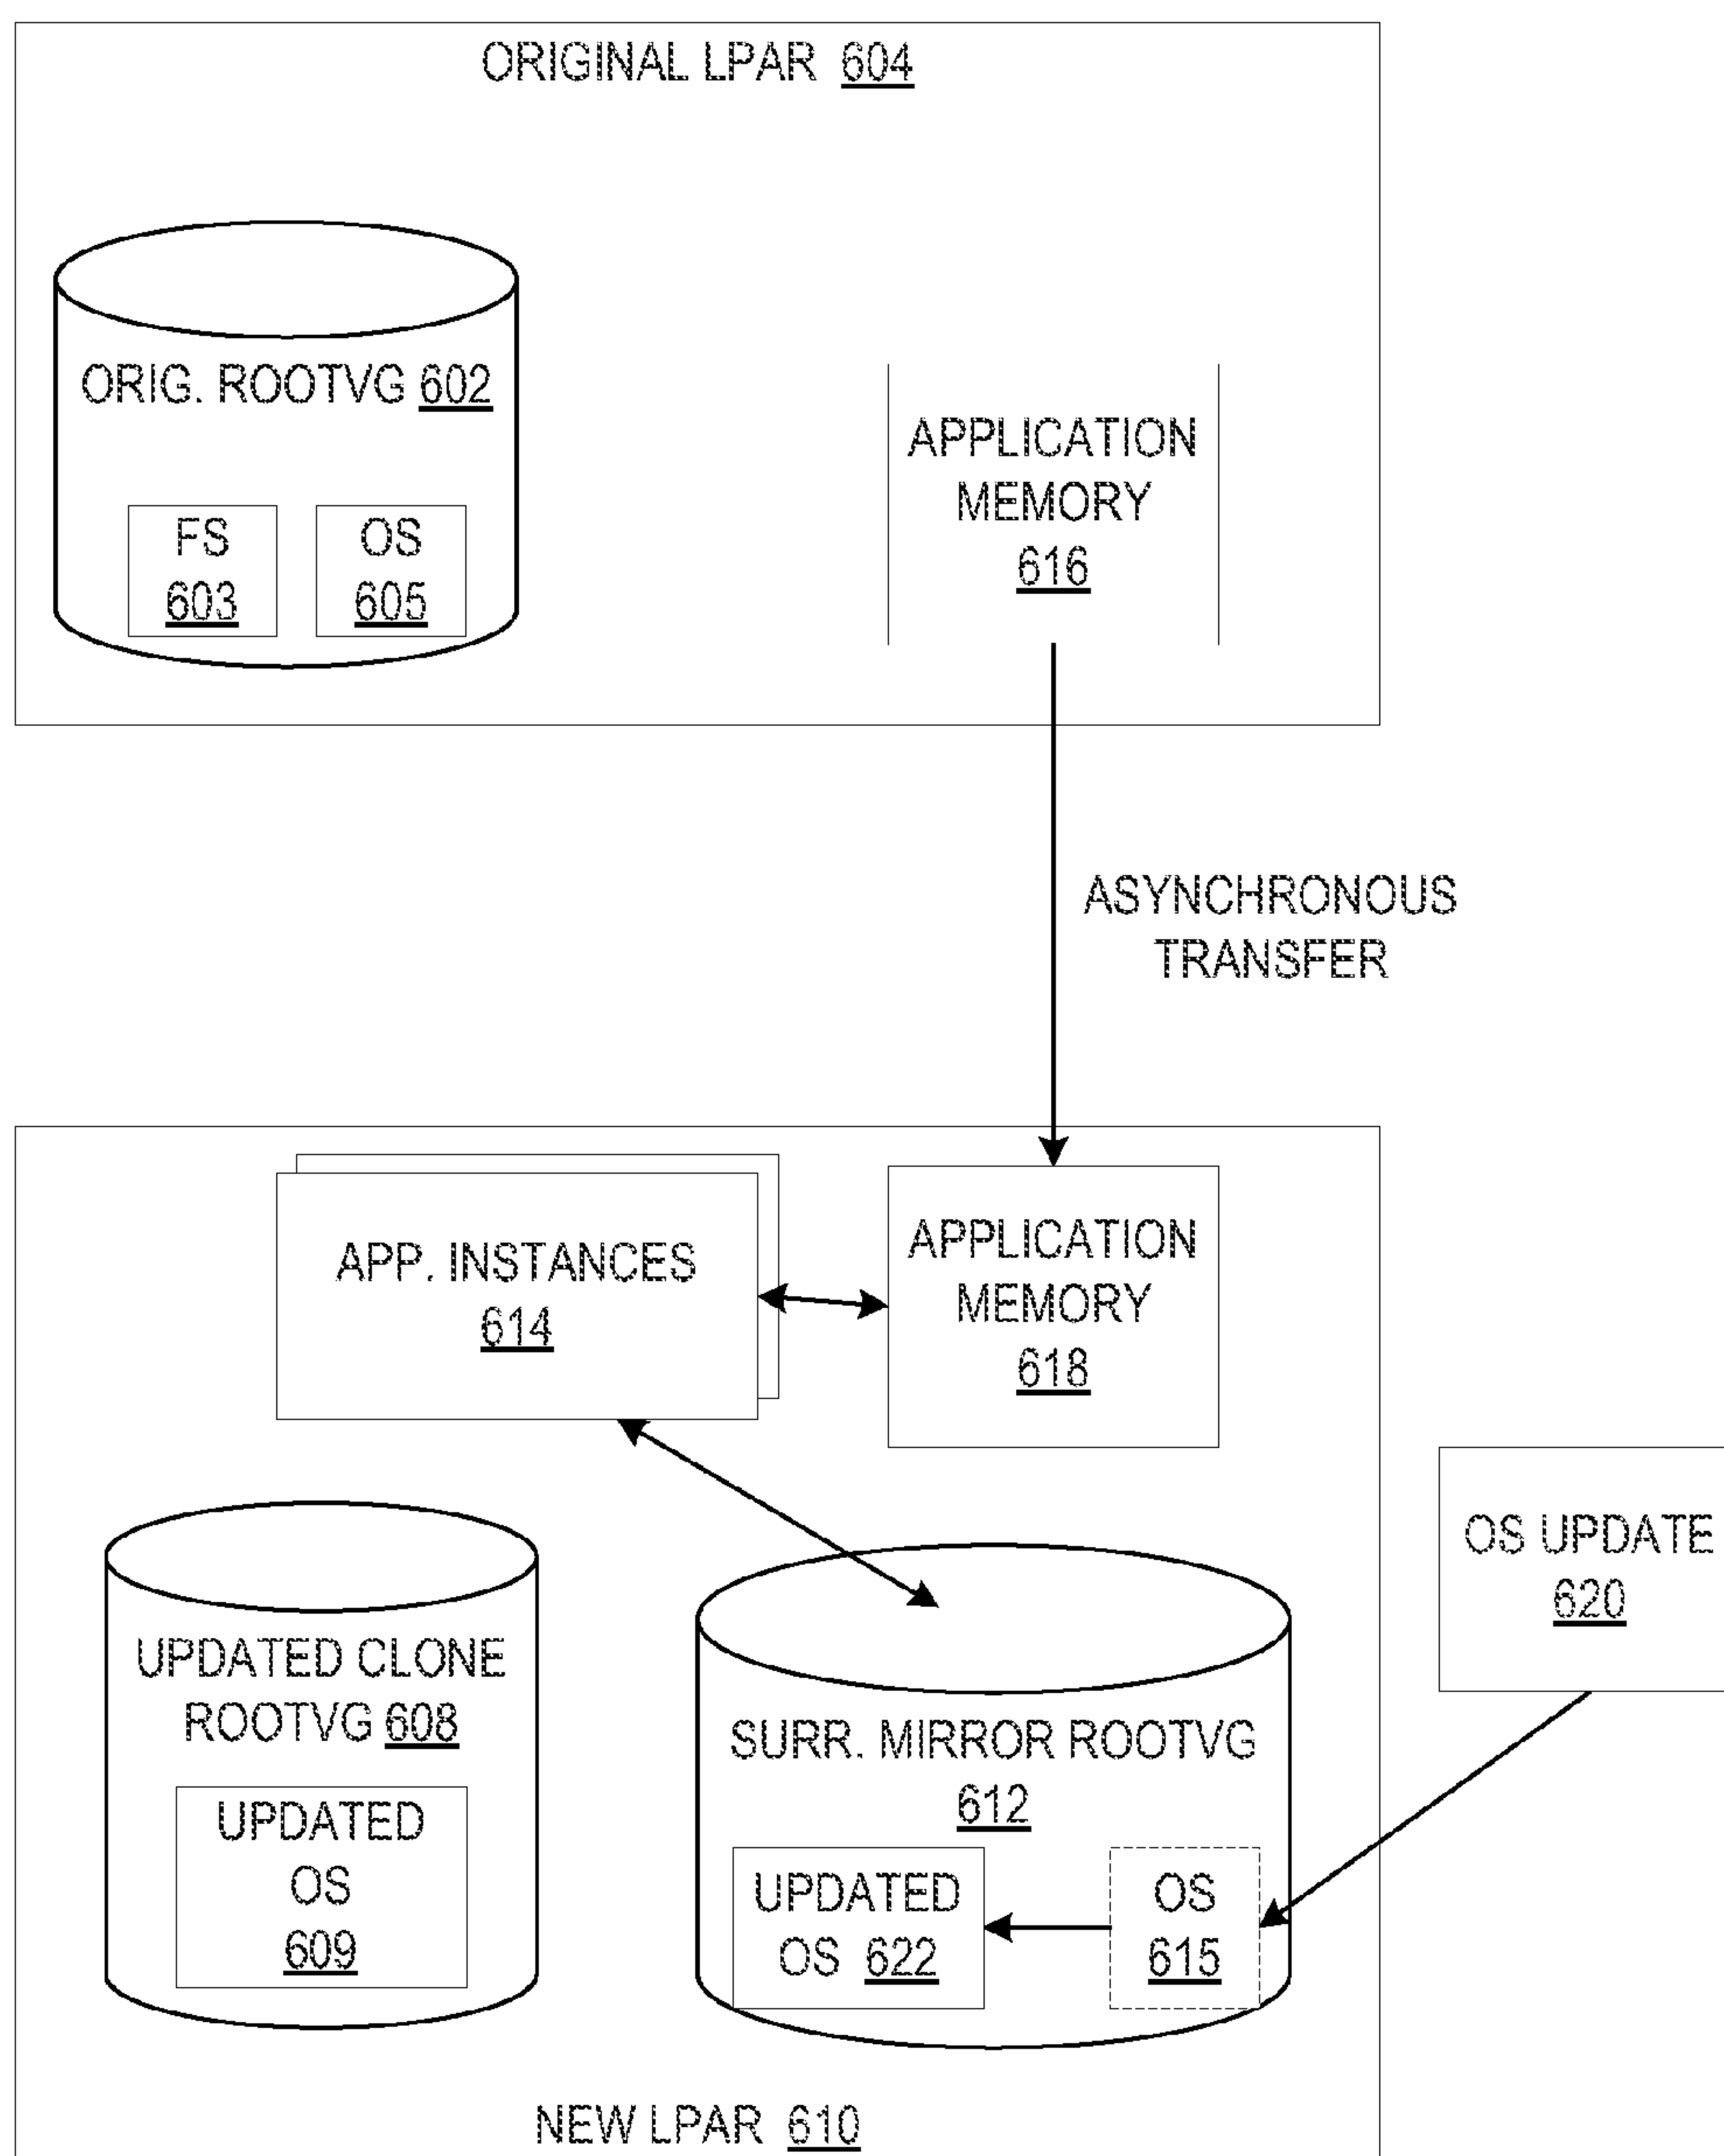 ORIGINAL LPAR 604
ORIG. ROOTVG 602
FS
603
OS
605
APPLICATION
MEMORY
616
ASYNCHRONOUS
TRANSFER
APP. INSTANCES
614
APPLICATION
MEMORY
618
OS UPDATE
620
UPDATED CLONE
ROOTVG 608
UPDATED
OS
609
SURR. MIRROR ROOTVG
612
UPDATED
OS 622
OS
615
NEW LPAR 610